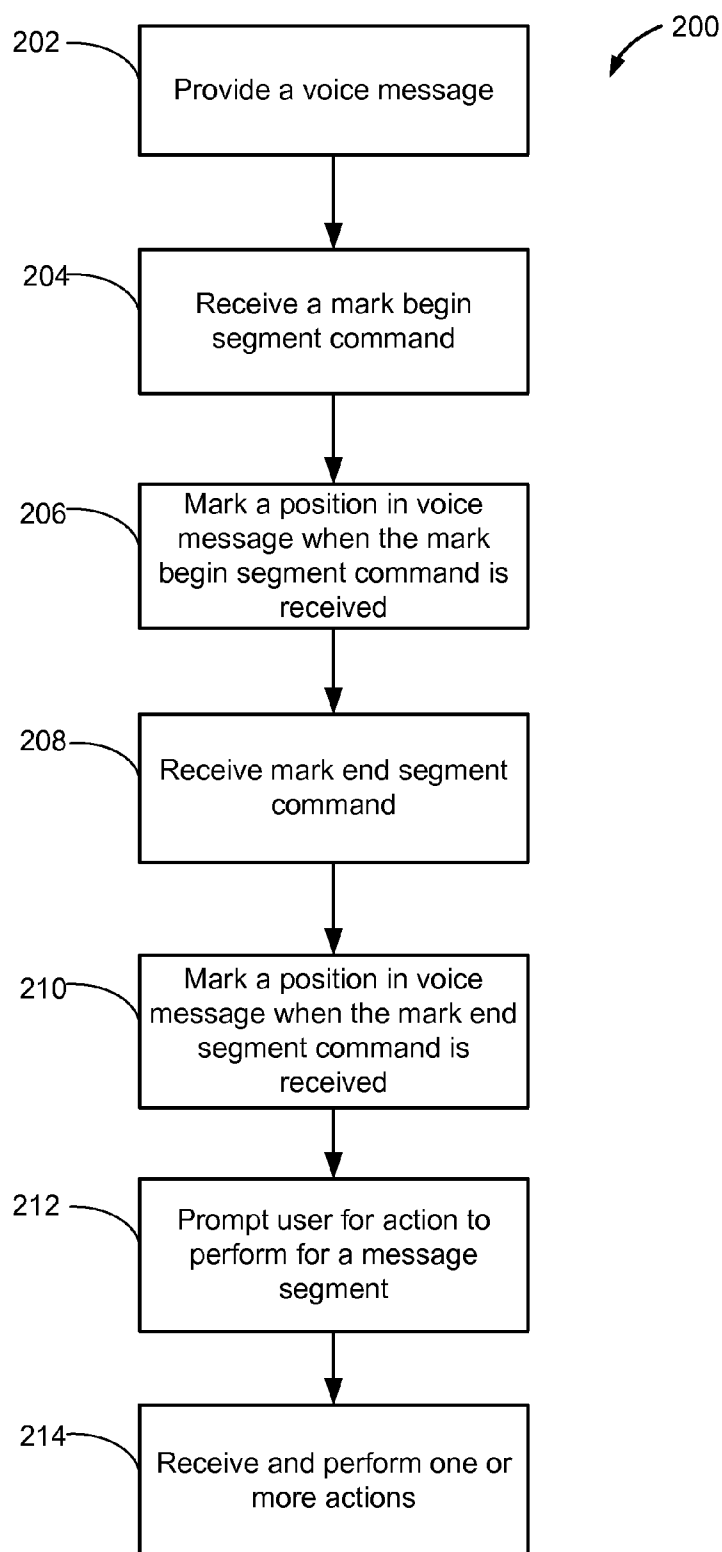 200
202
Provide a voice message
204
Receive a mark begin
segment command
206
Mark a position in voice
message when the mark
begin segment command is
received
208
Receive mark end segment
command
210
Mark a position in voice
message when the mark end
segment command is
received
212
Prompt user for action to
perform for a message
segment
214
Receive and perform one or
more actions